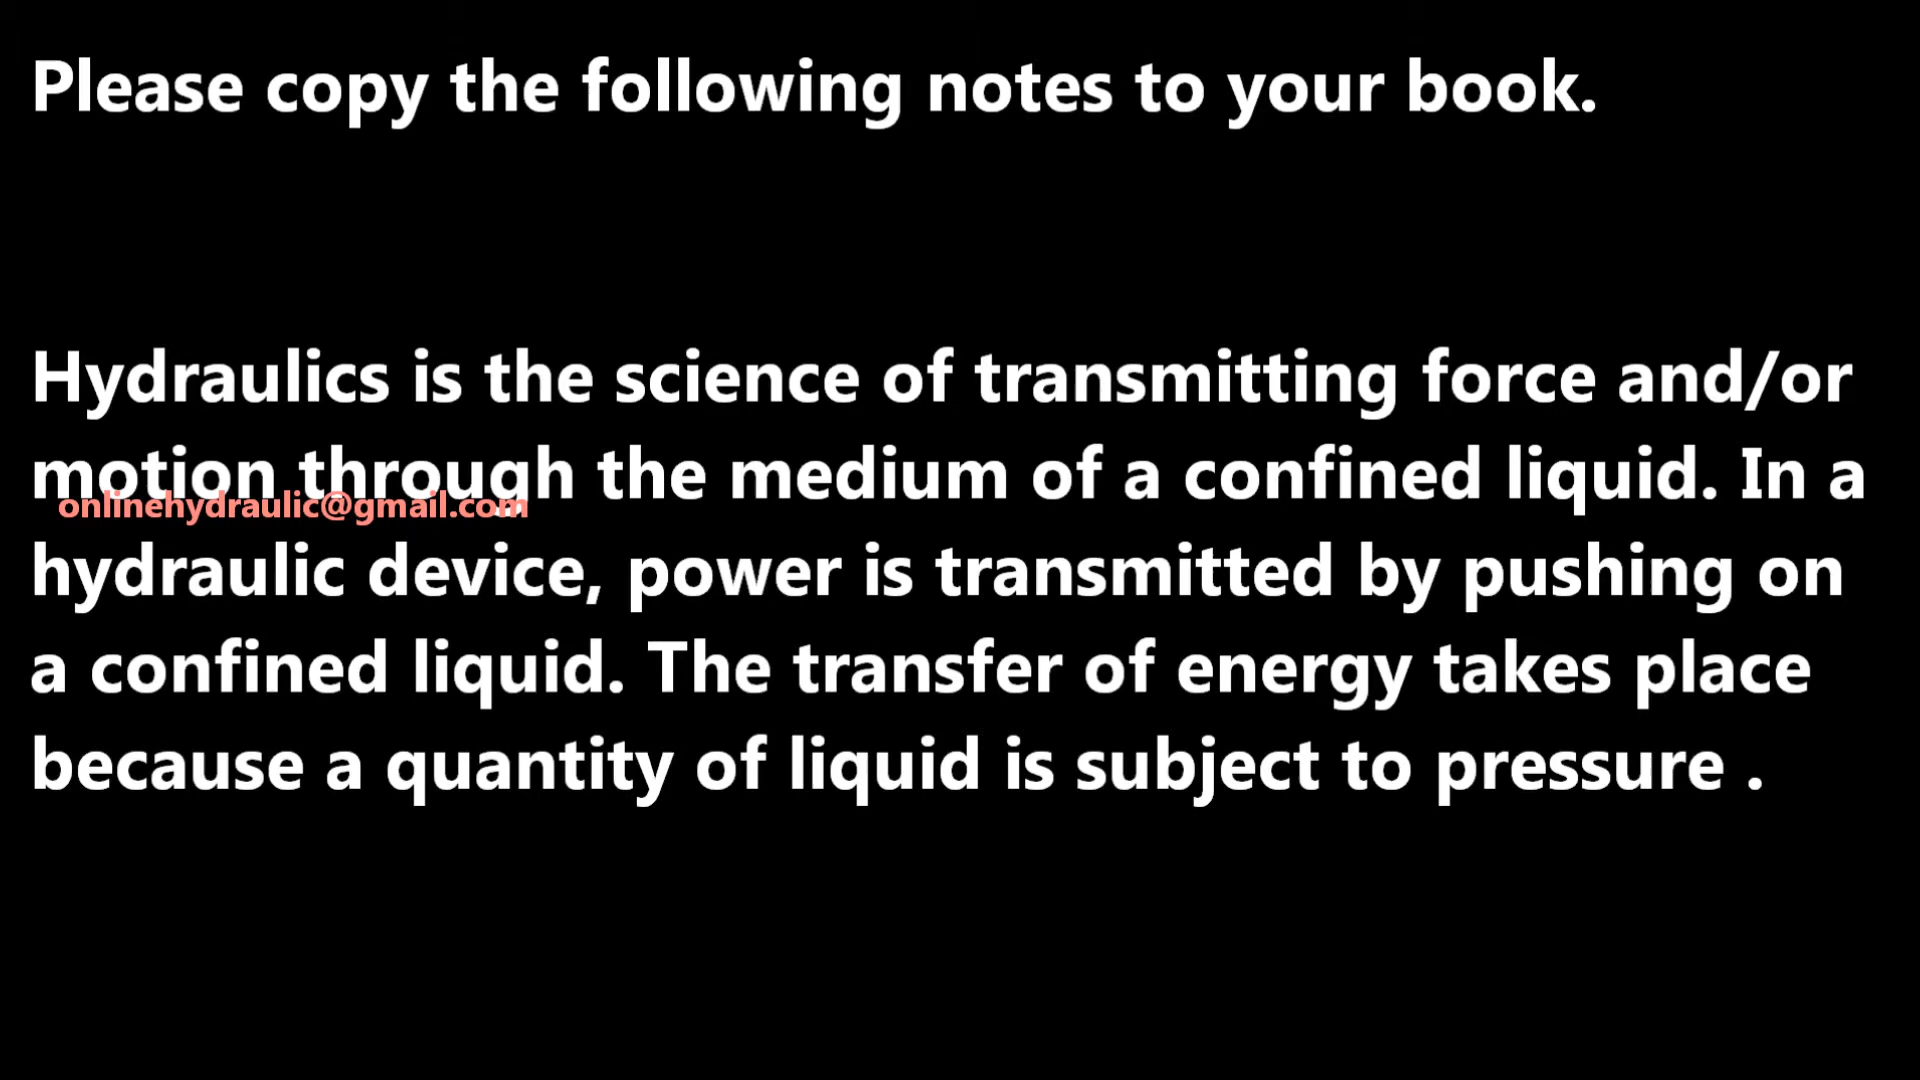 Please copy the following notes to your book.
Hydraulics is the science of transmitting force and/or
motion through the medium of a confined liquid. In a
onlinehydraulic@gmail.com
hydraulic device, power is transmitted by pushing on
a confined liquid. The transfer of energy takes place
because a quantity of liquid is subject to pressure .